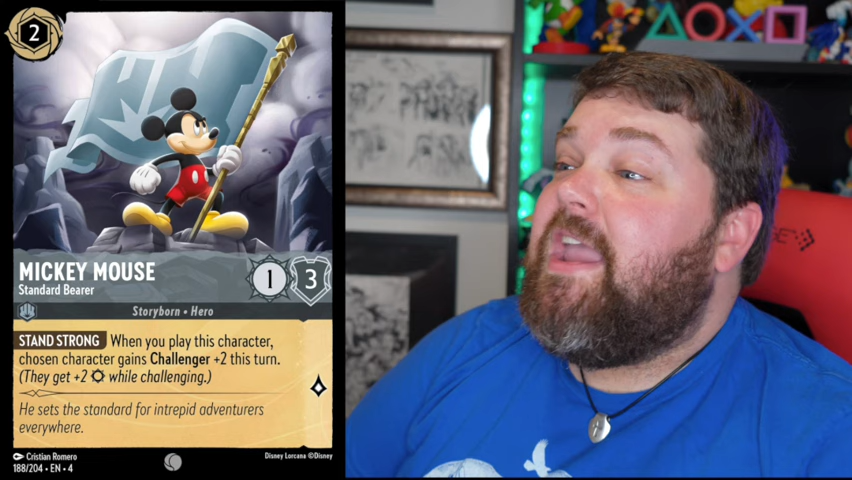 2
MICKEY MOUSE
Standard Bearer
1
3
Storyborn • Hero
STAND STRONG When you play this character,
chosen character gains Challenger +2 this turn.
(They get +2 while challenging.)
He sets the standard for intrepid adventurers
everywhere.
Cristian Romero
Disney Lorcana ©Disney
188/204 • EN • 4